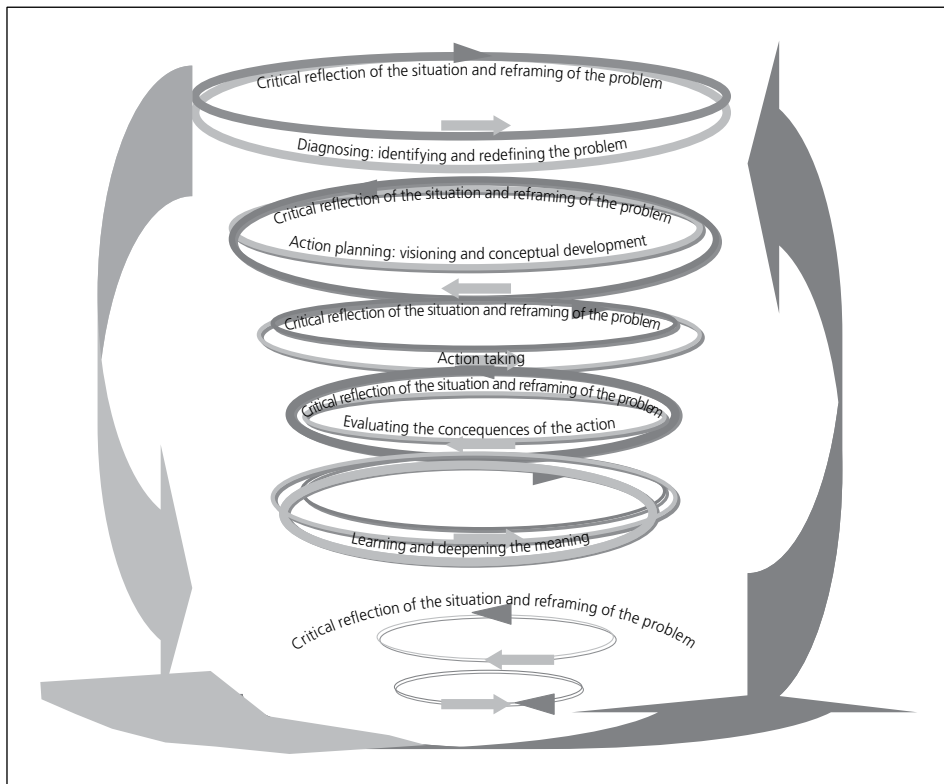 Critical reflection of the situation and reframing of the problem
Diagnosing: identifying and redefining the problem
Critical reflection of the situation and reframing of the problem
Action planning: visioning and conceptual development
Critical reflection of the situation and reframing of the problem
Action taking
Critical reflection of the situation and reframing of the problem
Evaluating the concequences of the action
Learning and deepening the meaning
Critical reflection of the situation and reframing of the problem